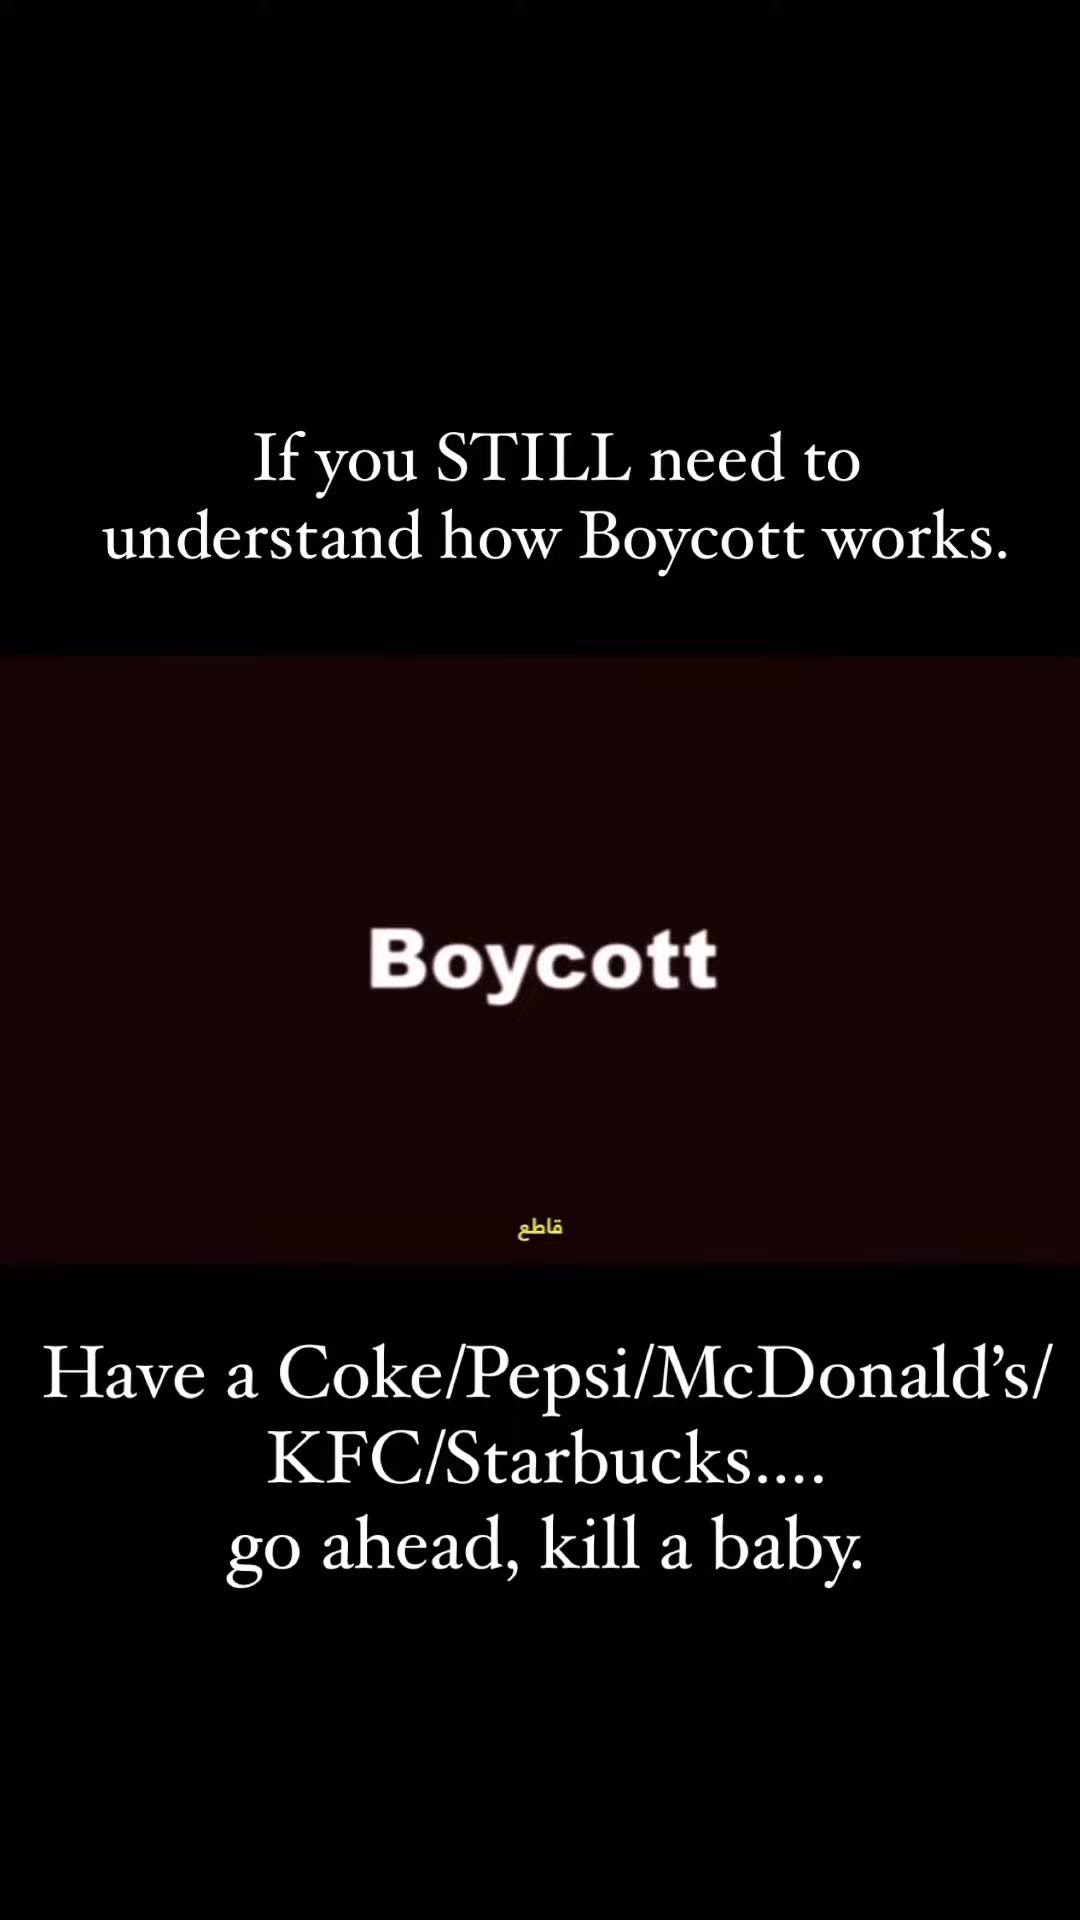 If you STILL need to
understand how Boycott works.
Boycott
قاطع
Have a Coke/Pepsi/McDonald’s/
KFC/Starbucks....
go ahead, kill a baby.